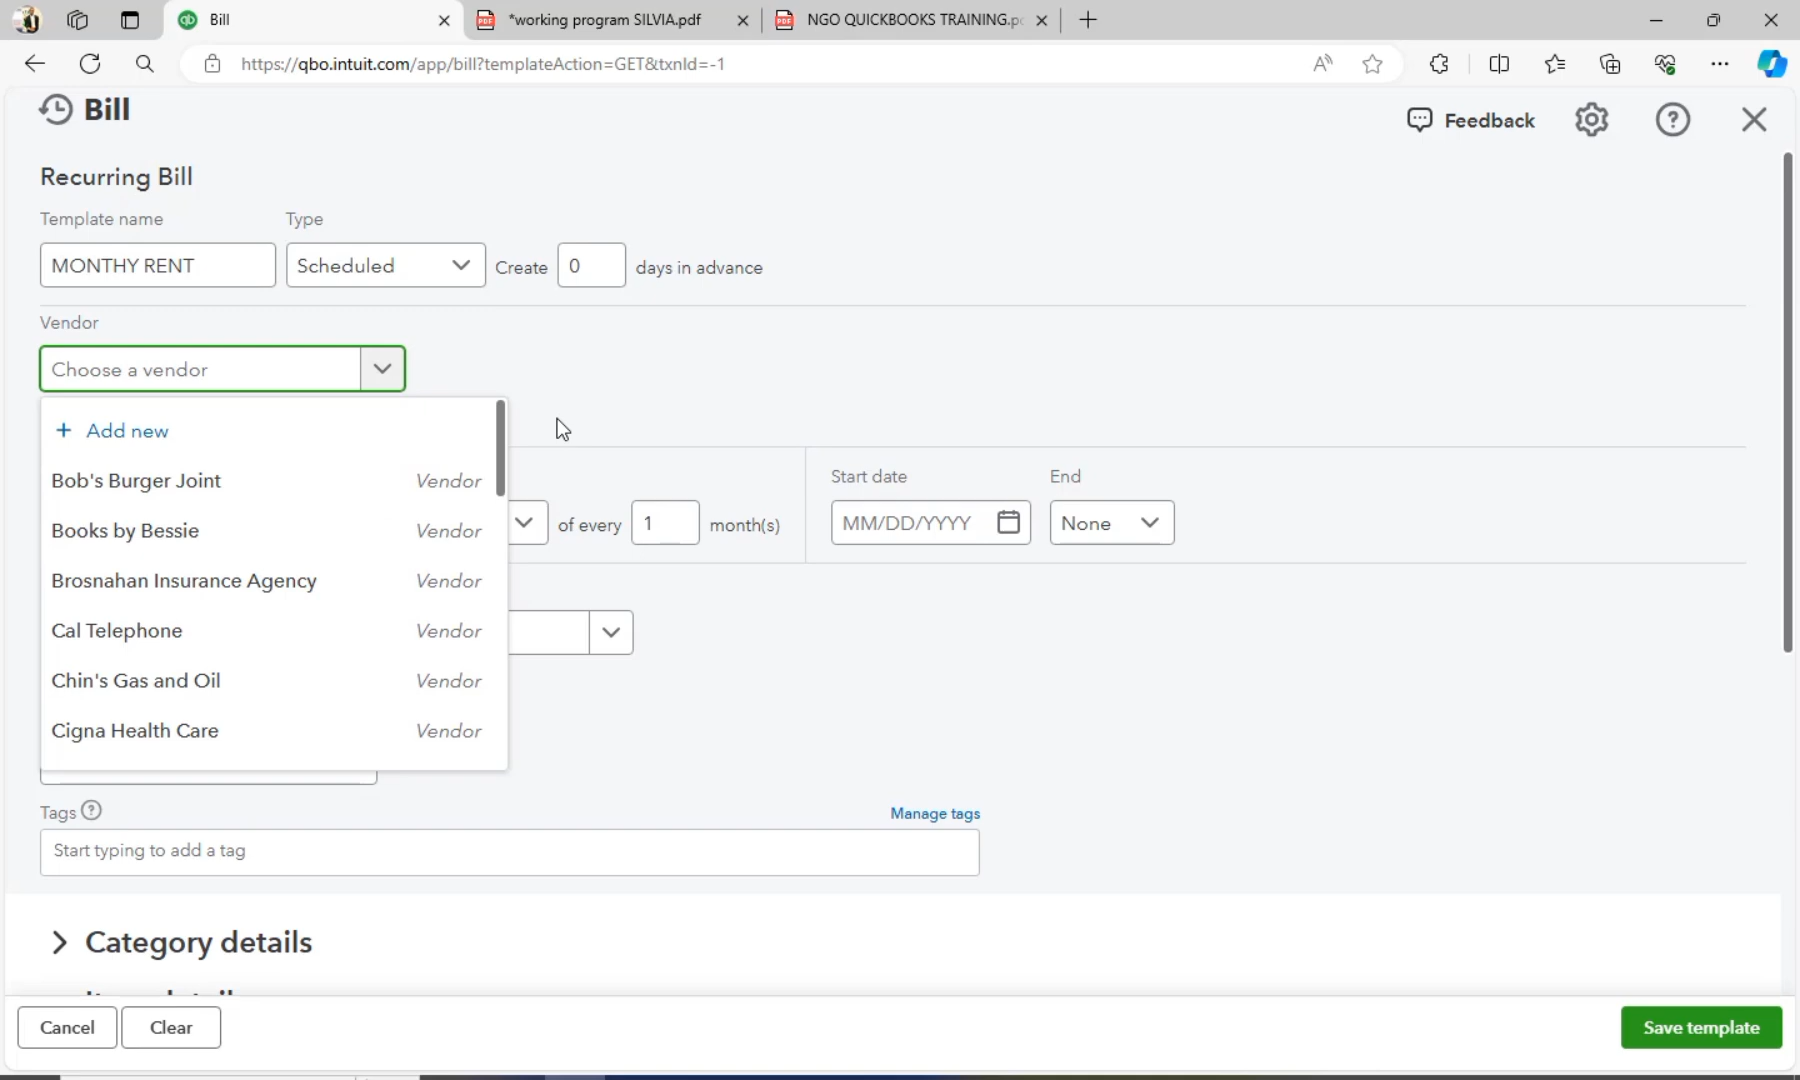 Bill
*working program SILVIA.pdf
NGO QUICKBOOKS TRAINING.pc
https://qbo.intuit.com/app/bill?templateAction=GET&txnId=-1
Bill
Feedback
Recurring Bill
Template name Type
MONTHY RENT Scheduled Create 0 days in advance
Vendor
Choose a vendor
+ Add new
Bob's Burger Joint Vendor
Start date End
of every 1 month(s) MM/DD/YYYY None
Books by Bessie Vendor
Brosnahan Insurance Agency Vendor
Cal Telephone Vendor
Chin's Gas and Oil Vendor
Cigna Health Care Vendor
Tags Manage tags
Start typing to add a tag
Category details
Cancel Clear Save template